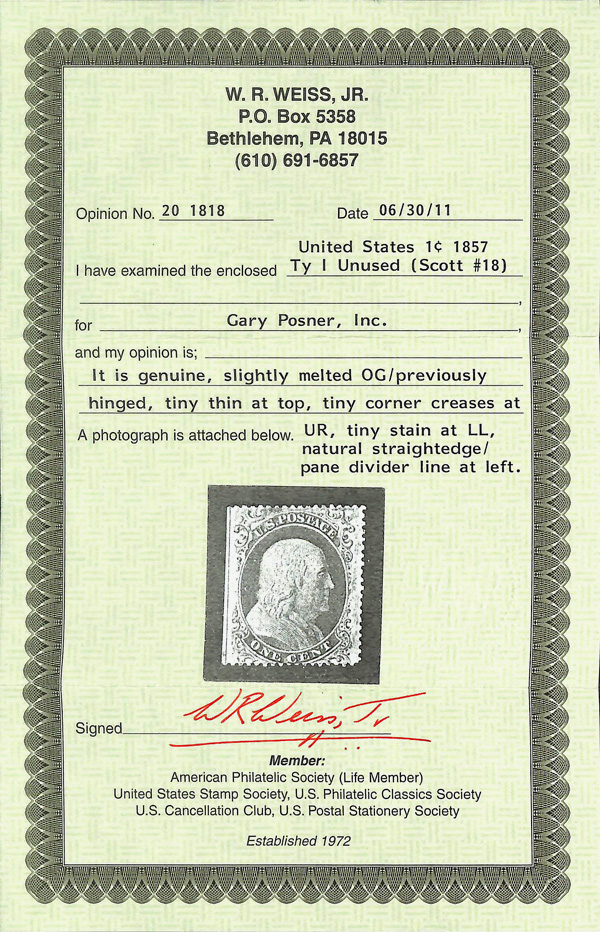 W. R. WEISS, JR.
P.O. Box 5358
Bethlehem, PA 18015
(610) 691-6857
Opinion No. 20 1818 Date 06/30/11
United States 1¢ 1857
I have examined the enclosed Ty I Unused (Scott #18)
,
for Gary Posner, Inc. ,
and my opinion is;
It is genuine, slightly melted OG/previously
hinged, tiny thin at top, tiny corner creases at
A photograph is attached below. UR, tiny stain at LL,
natural straightedge/
pane divider line at left.
U.S. POSTAGE
ONE CENT
W R Weiss, Jr
Signed
Member:
American Philatelic Society (Life Member)
United States Stamp Society, U.S. Philatelic Classics Society
U.S. Cancellation Club, U.S. Postal Stationery Society
Established 1972